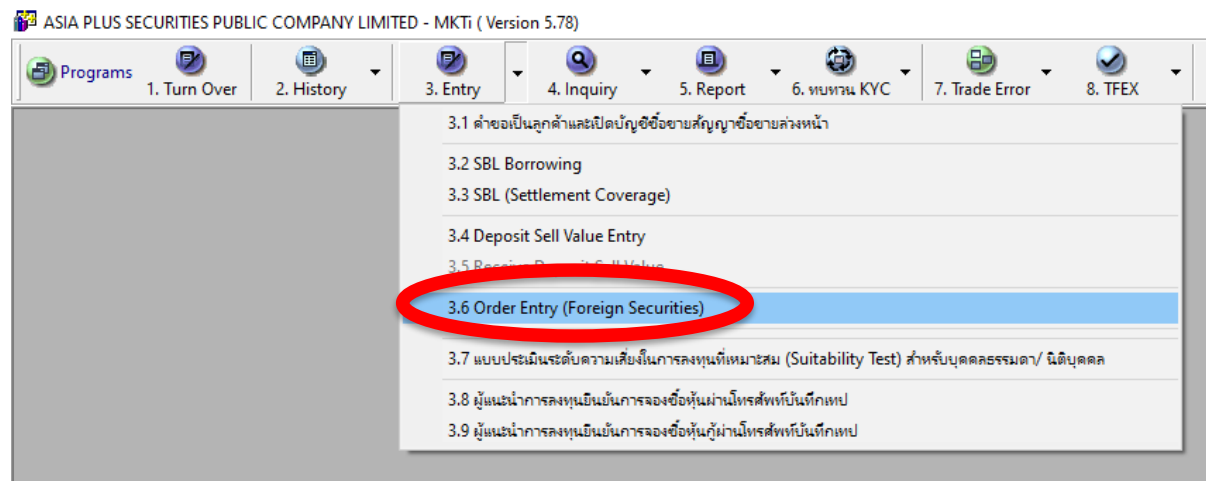 ASIA PLUS SECURITIES PUBLIC COMPANY LIMITED - MKTi ( Version 5.78)
Programs
1. Turn Over
2. History
3. Entry
4. Inquiry
5. Report
6. ทบทวน KYC
7. Trade Error
8. TFEX
3.1 คำขอเป็นลูกค้าและเปิดบัญชีซื้อขายสัญญาซื้อขายล่วงหน้า
3.2 SBL Borrowing
3.3 SBL (Settlement Coverage)
3.4 Deposit Sell Value Entry
3.5 Receive Deposit Sell Value
3.6 Order Entry (Foreign Securities)
3.7 แบบประเมินระดับความเสี่ยงในการลงทุนที่เหมาะสม (Suitability Test) สำหรับบุคคลธรรมดา/ นิติบุคคล
3.8 ผู้แนะนำการลงทุนยืนยันการจองซื้อหุ้นผ่านโทรศัพท์บันทึกเทป
3.9 ผู้แนะนำการลงทุนยืนยันการจองซื้อหุ้นกู้ผ่านโทรศัพท์บันทึกเทป